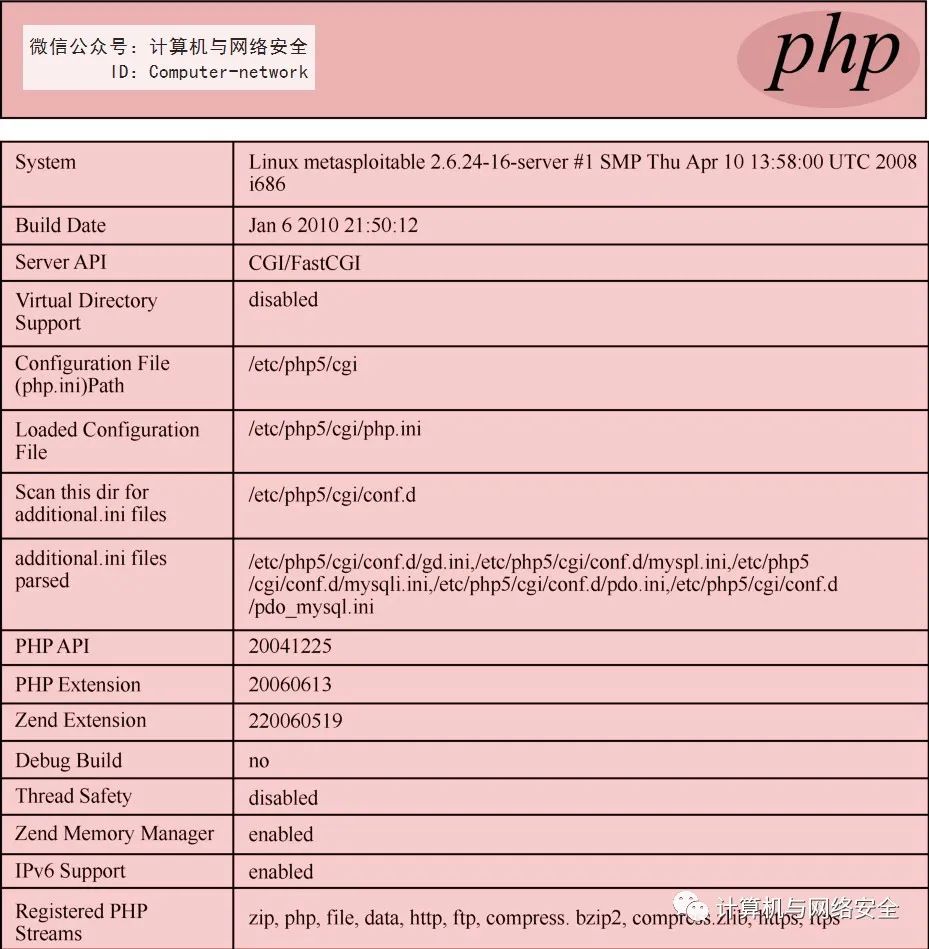 微信公众号：计算机与网络安全
ID：Computer-network
php
System
Linux metasploitable 2.6.24-16-server #1 SMP Thu Apr 10 13:58:00 UTC 2008
i686
Build Date
Jan 6 2010 21:50:12
Server API
CGI/FastCGI
Virtual Directory
Support
disabled
Configuration File
(php.ini)Path
/etc/php5/cgi
Loaded Configuration
File
/etc/php5/cgi/php.ini
Scan this dir for
additional.ini files
/etc/php5/cgi/conf.d
additional.ini files
parsed
/etc/php5/cgi/conf.d/gd.ini,/etc/php5/cgi/conf.d/myspl.ini,/etc/php5
/cgi/conf.d/mysqli.ini,/etc/php5/cgi/conf.d/pdo.ini,/etc/php5/cgi/conf.d
/pdo_mysql.ini
PHP API
20041225
PHP Extension
20060613
Zend Extension
220060519
Debug Build
no
Thread Safety
disabled
Zend Memory Manager
enabled
IPv6 Support
enabled
Registered PHP
Streams
zip, php, file, data, http, ftp, compress. bzip2, compress.zlib, https, ftps
计算机与网络安全